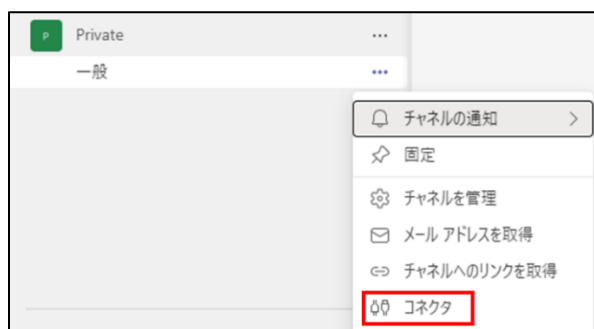 P Private ...
一般 ...
チャネルの通知
固定
チャネルを管理
メール アドレスを取得
チャネルへのリンクを取得
コネクタ